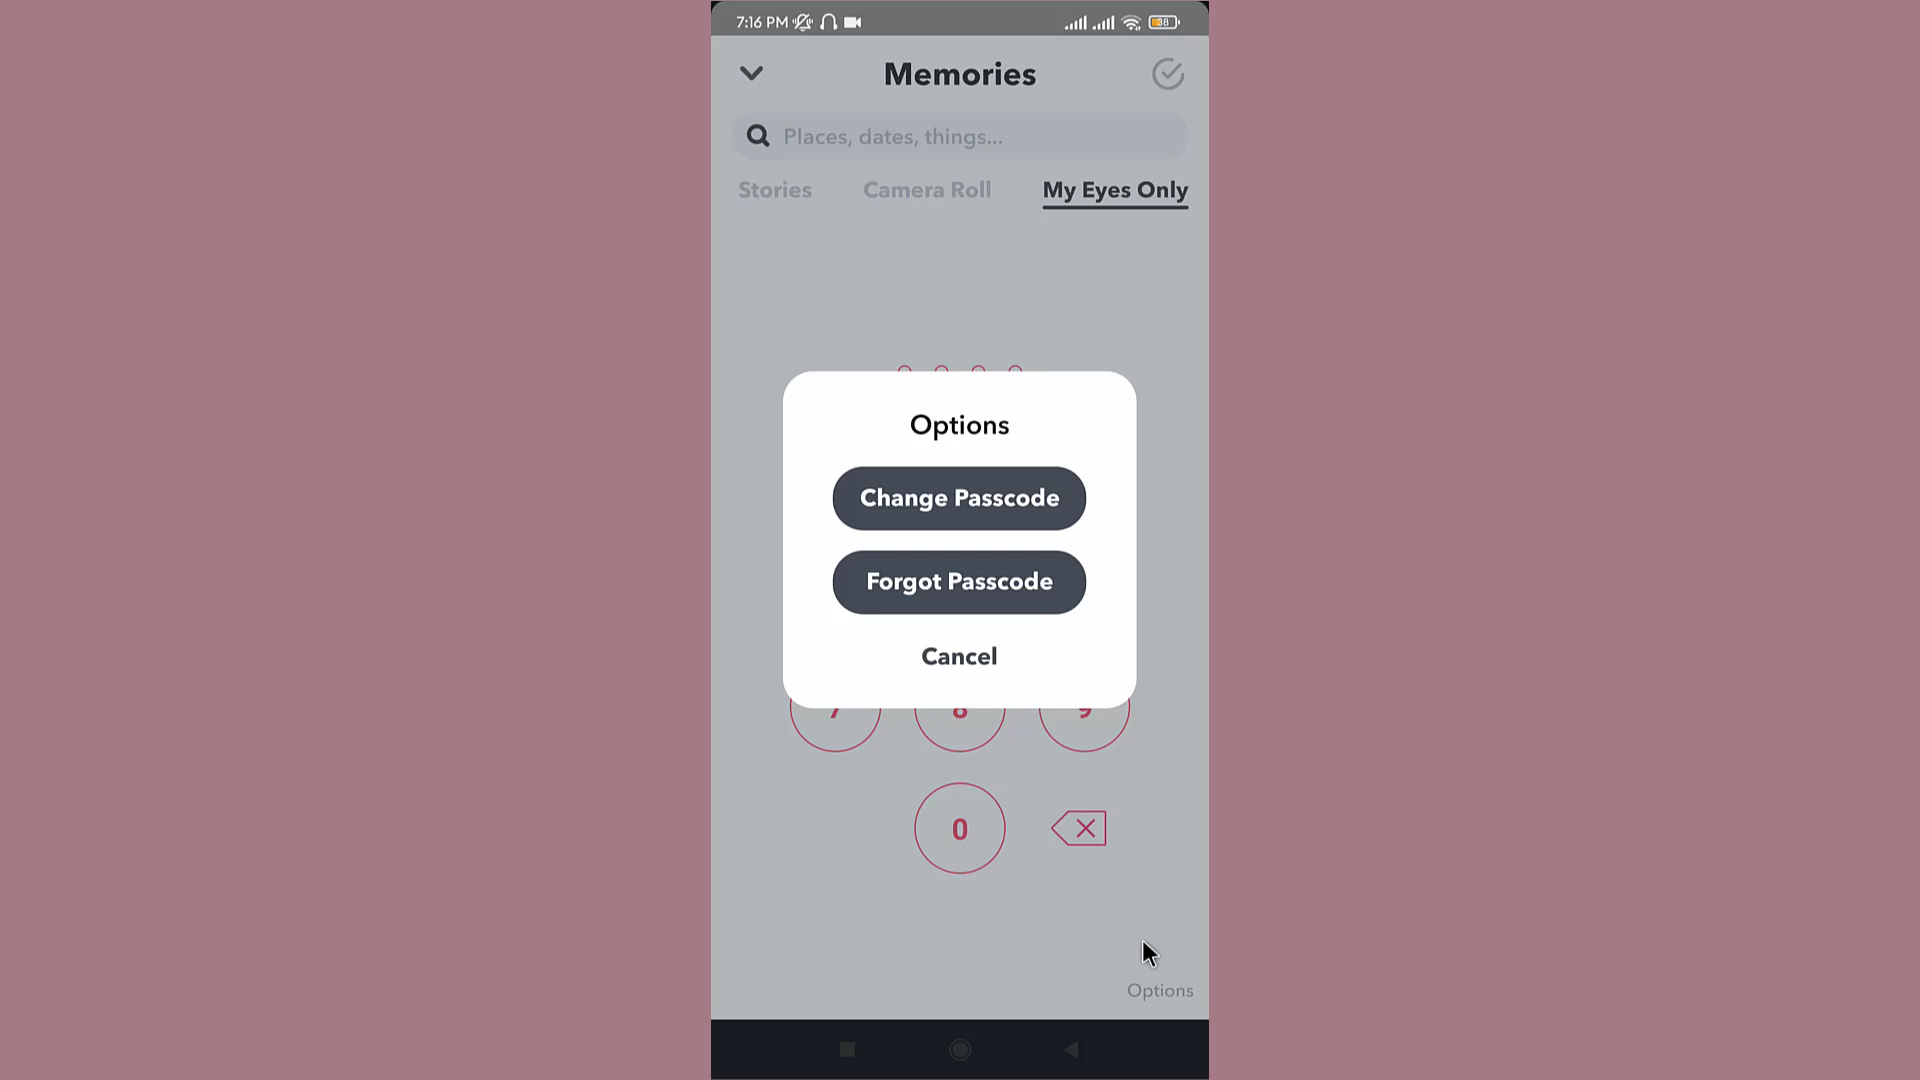 7:16 PM
38
Memories
Places, dates, things...
Stories Camera Roll My Eyes Only
Options
Change Passcode
Forgot Passcode
Cancel
7 8 9
0
Options